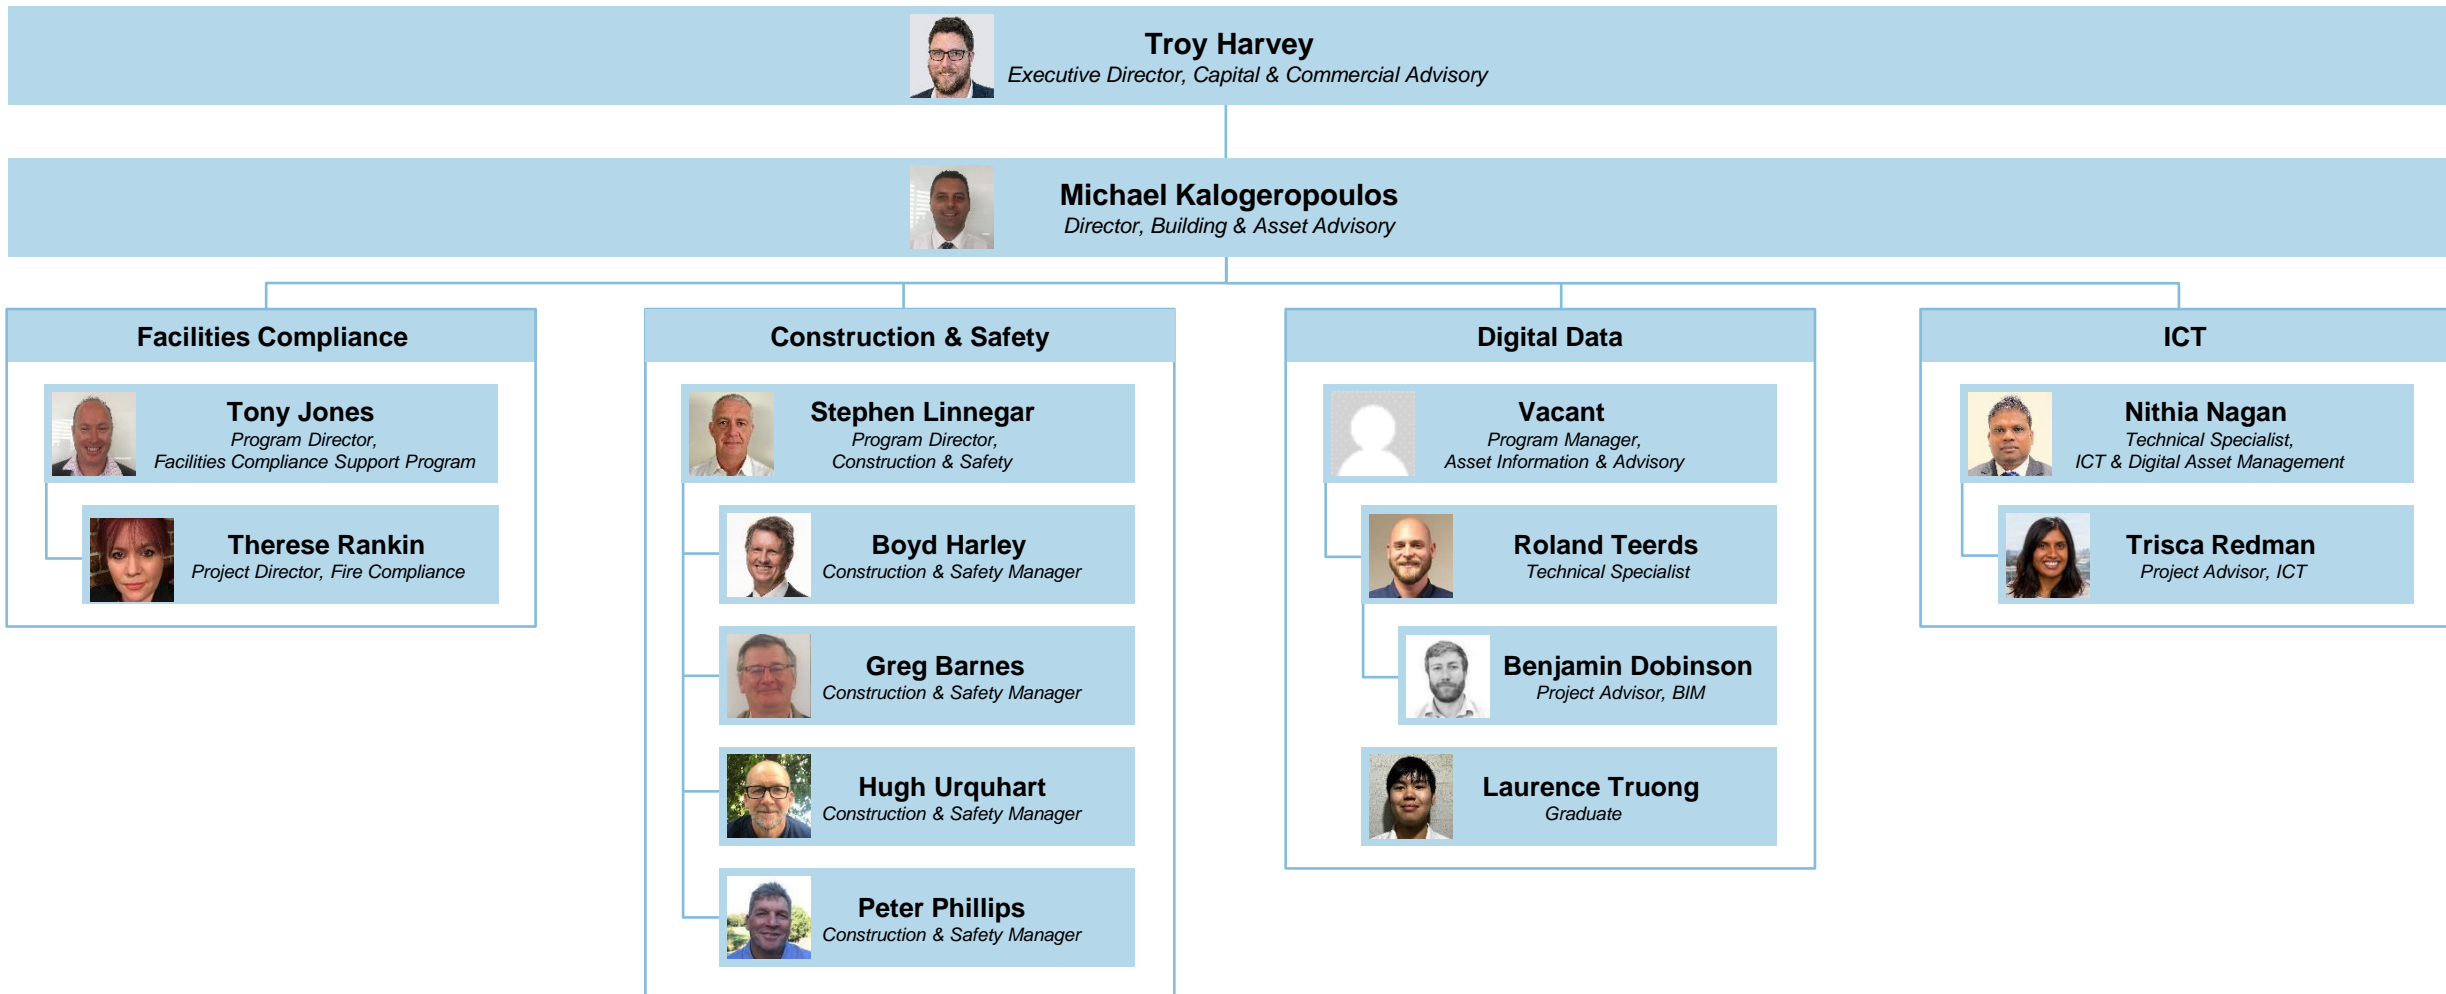 Troy Harvey
Executive Director, Capital & Commercial Advisory
Michael Kalogeropoulos
Director, Building & Asset Advisory
Facilities Compliance
Tony Jones
Program Director,
Facilities Compliance Support Program
Therese Rankin
Project Director, Fire Compliance
Construction & Safety
Stephen Linnegar
Program Director,
Construction & Safety
Boyd Harley
Construction & Safety Manager
Greg Barnes
Construction & Safety Manager
Hugh Urquhart
Construction & Safety Manager
Peter Phillips
Construction & Safety Manager
Digital Data
Vacant
Program Manager,
Asset Information & Advisory
Roland Teerds
Technical Specialist
Benjamin Dobinson
Project Advisor, BIM
Laurence Truong
Graduate
ICT
Nithia Nagan
Technical Specialist,
ICT & Digital Asset Management
Trisca Redman
Project Advisor, ICT